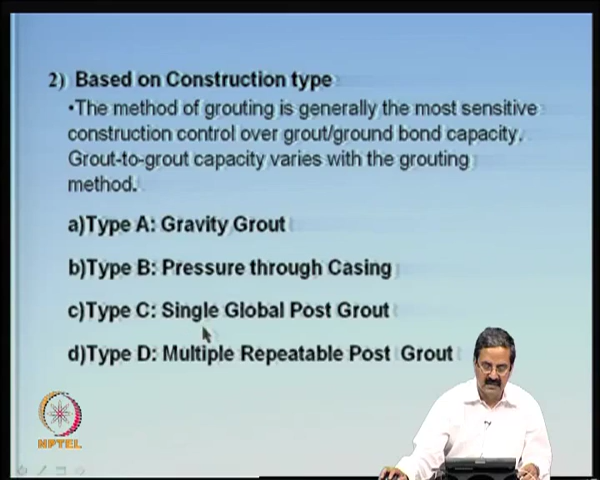 2) Based on Construction type
•The method of grouting is generally the most sensitive
construction control over grout/ground bond capacity.
Grout-to-grout capacity varies with the grouting
method.
a)Type A: Gravity Grout
b)Type B: Pressure through Casing
c)Type C: Single Global Post Grout
d)Type D: Multiple Repeatable Post Grout
NPTEL